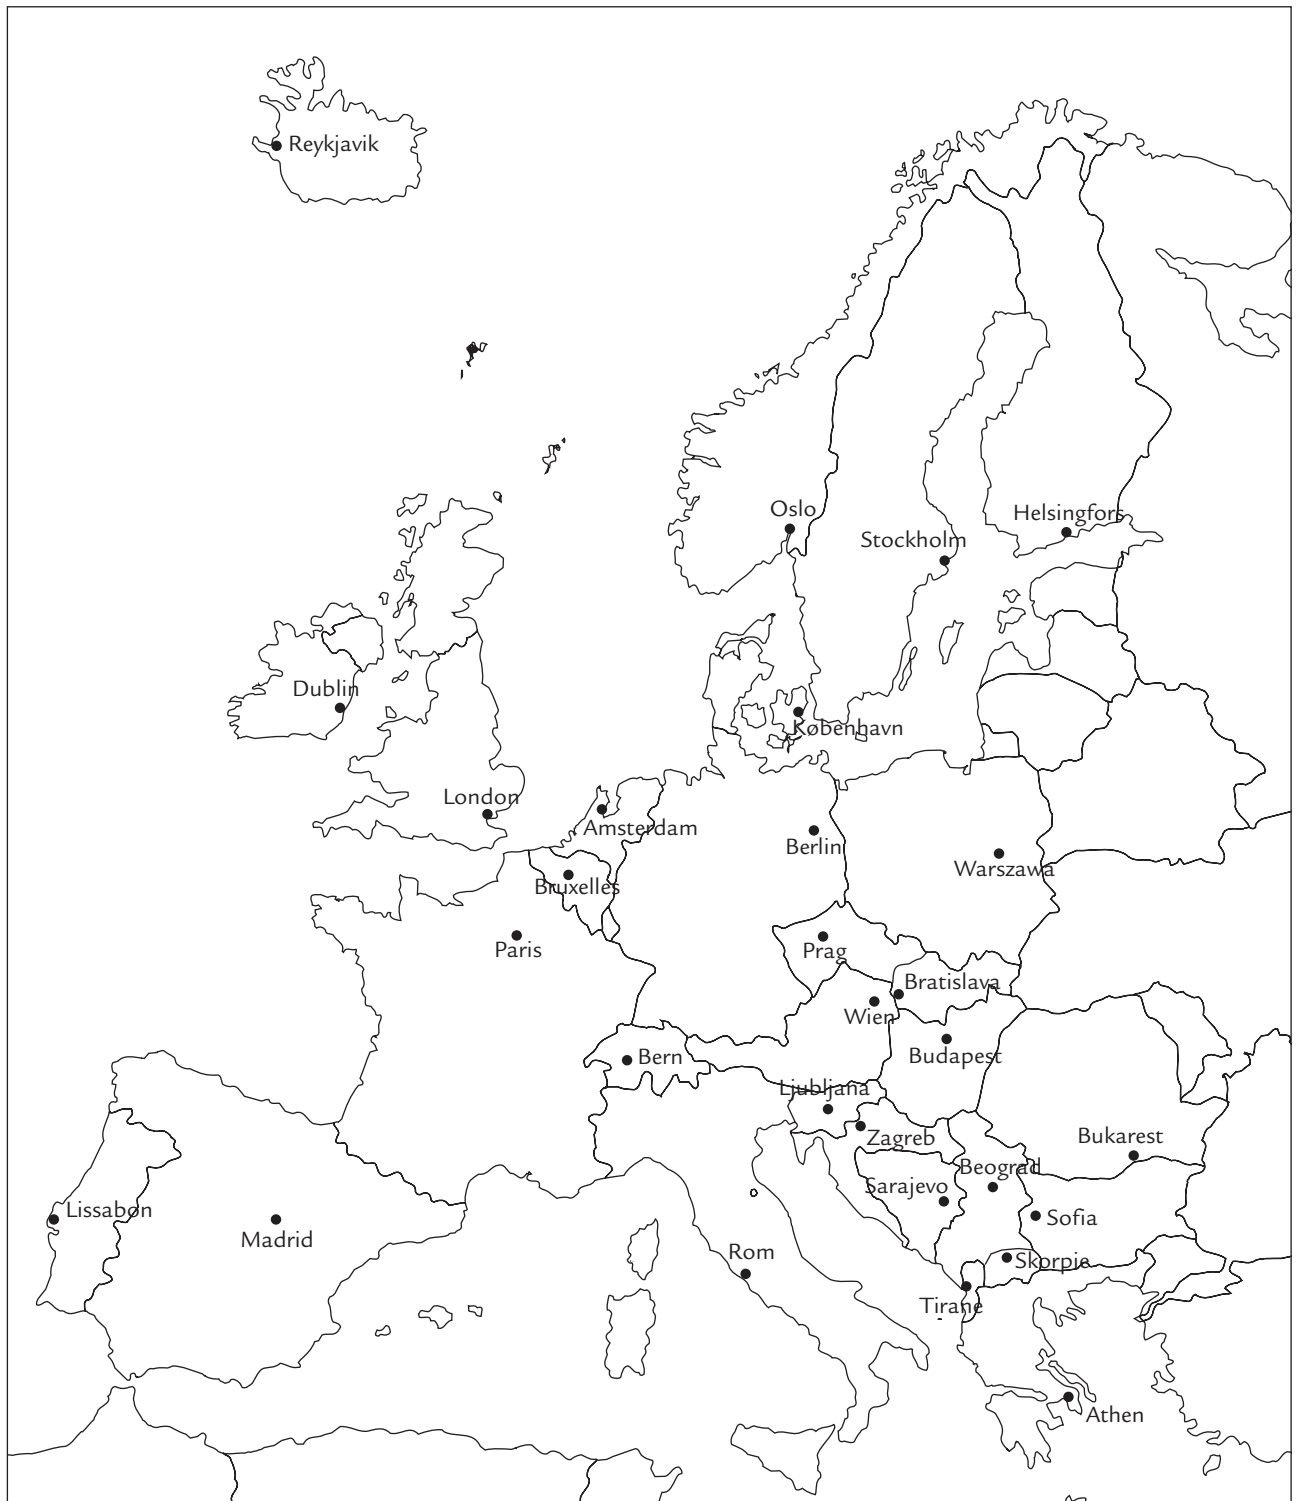 Reykjavik
Oslo
Helsingfors
Stockholm
Dublin
København
London
Amsterdam
Berlin
Warszawa
Bruxelles
Paris
Prag
Bratislava
Wien
Budapest
Bern
Ljubljana
Zagreb
Bukarest
Beograd
Sarajevo
Lissabon
Madrid
Sofia
Rom
Skorpje
Tirane
Athen